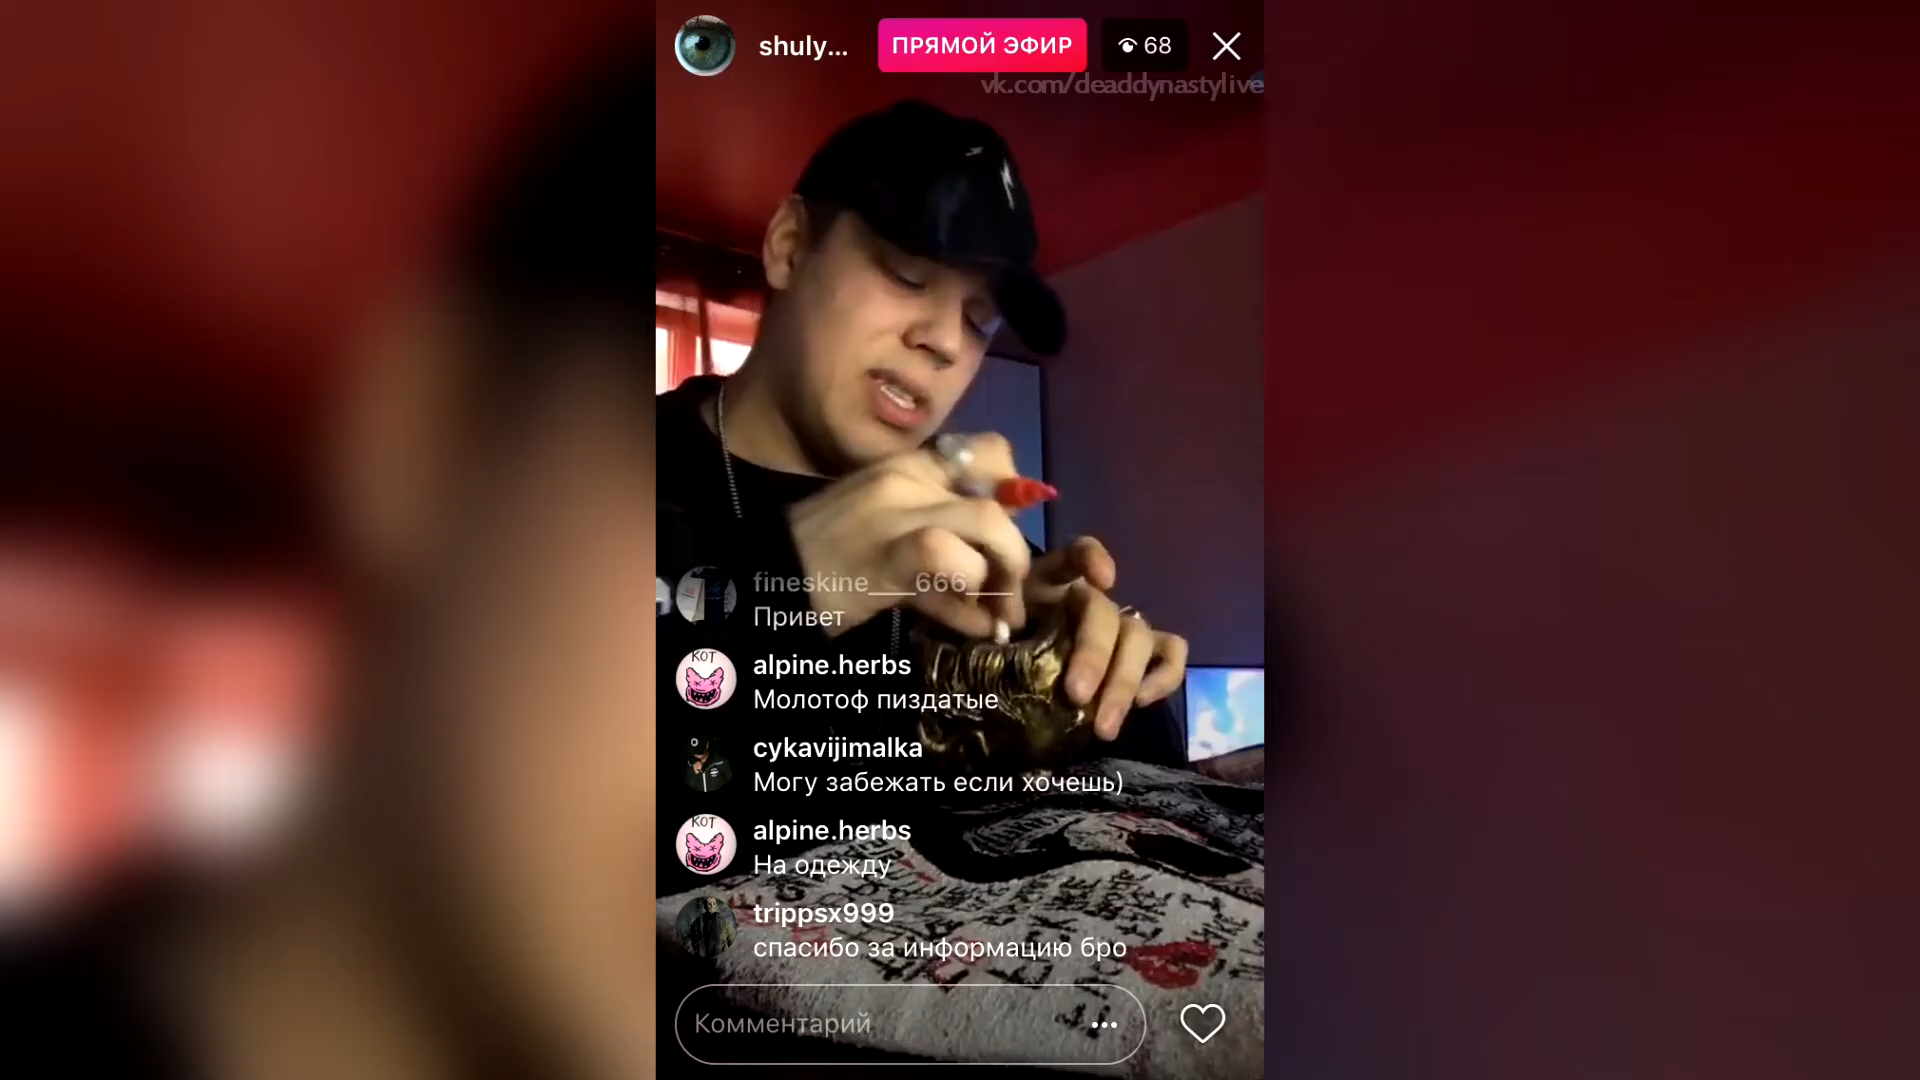 shuly...
ПРЯМОЙ ЭФИР
68
vk.com/deaddynastylive
fineskine____666____
Привет
КОТ
alpine.herbs
Молотоф пиздатые
cykavijimalka
Могу забежать если хочешь)
КОТ
alpine.herbs
На одежду
trippsx999
спасибо за информацию бро
Комментарий